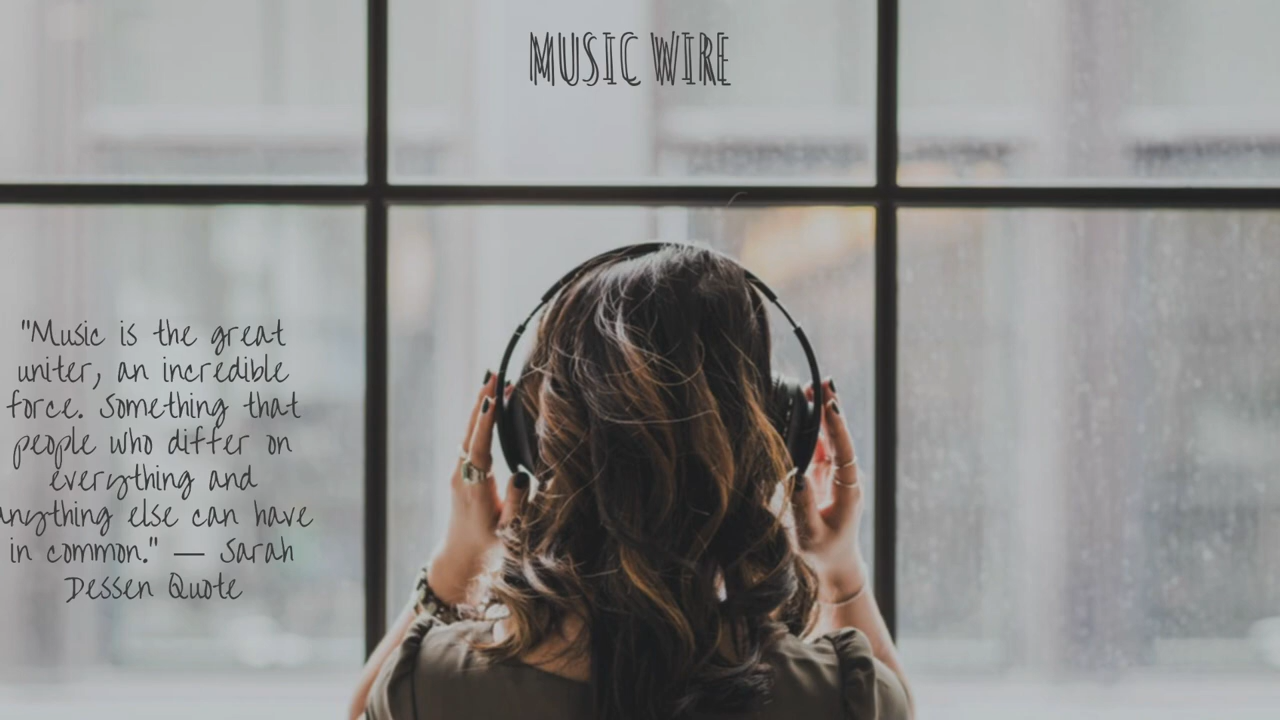 MUSIC WIRE
"Music is the great
uniter, an incredible
force. Something that
people who differ on
everything and
anything else can have
in common." — Sarah
Dessen Quote